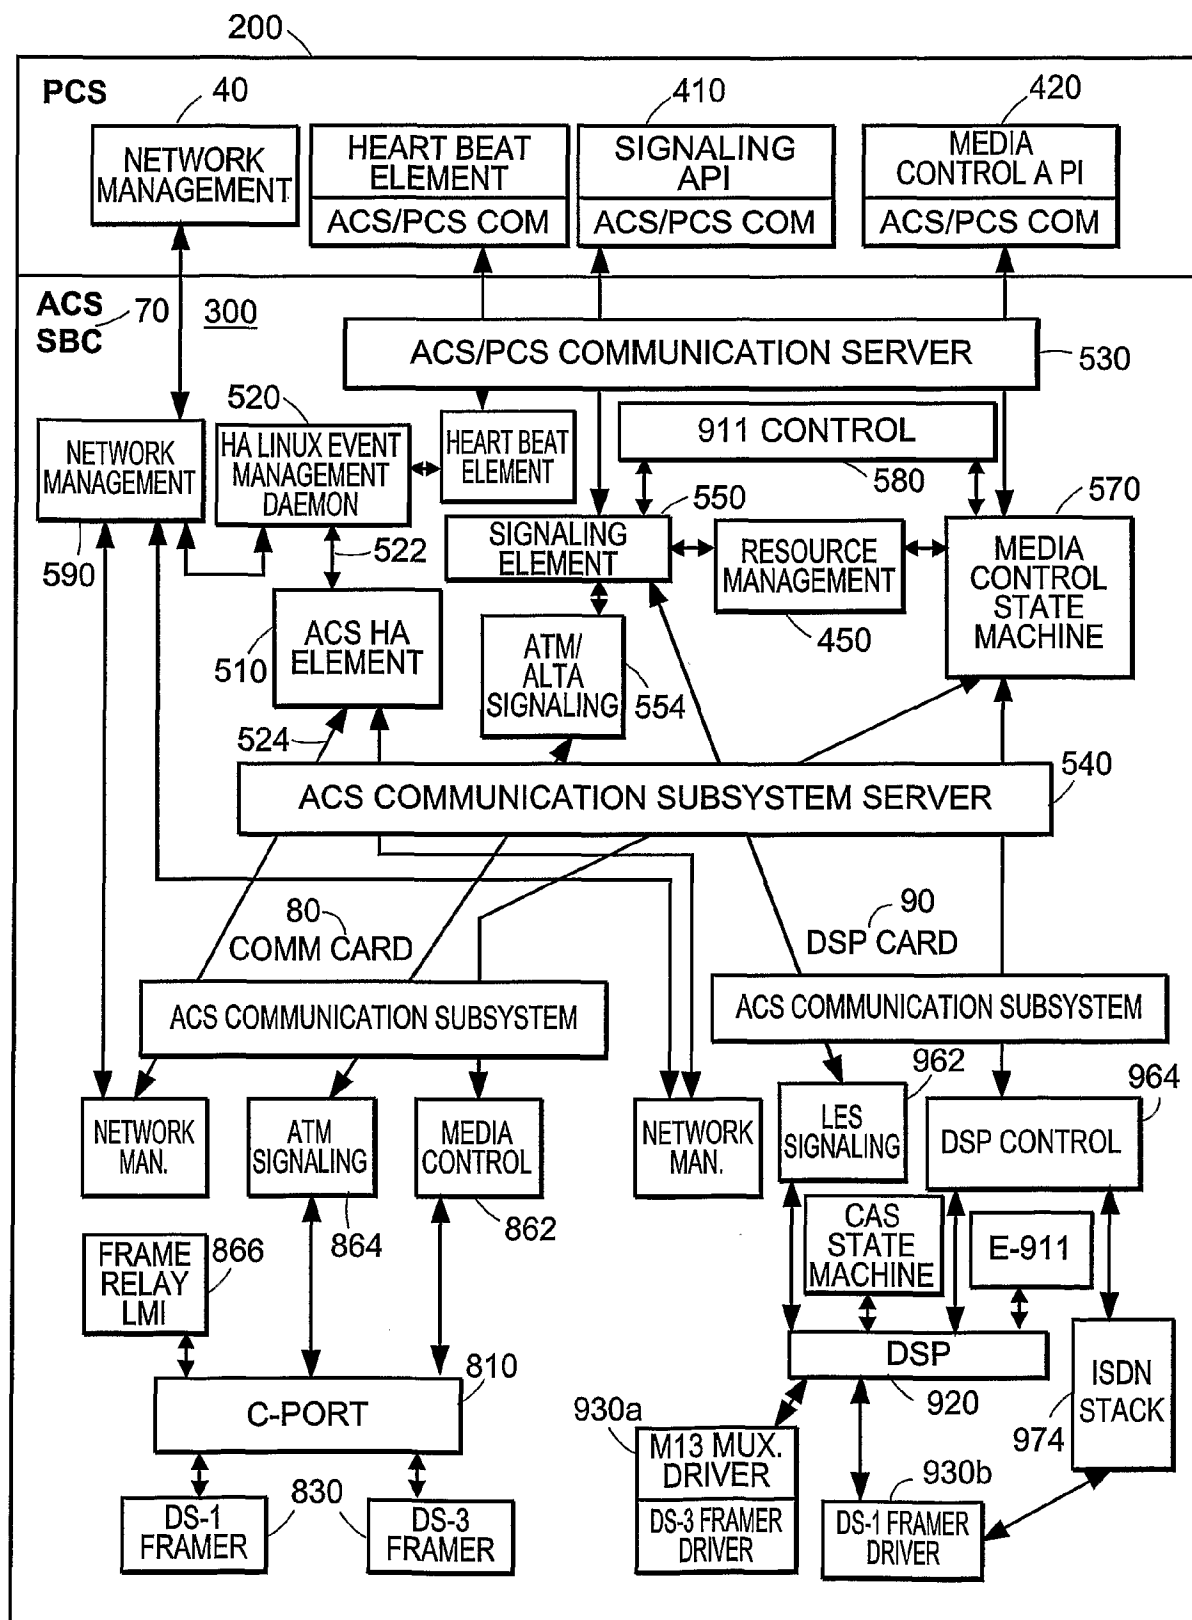 200
PCS
40
410
420
NETWORK
MANAGEMENT
HEART BEAT
ELEMENT
ACS/PCS COM
SIGNALING
API
ACS/PCS COM
MEDIA
CONTROL A PI
ACS/PCS COM
ACS
SBC
70
300
ACS/PCS COMMUNICATION SERVER
530
520
NETWORK
MANAGEMENT
590
HA LINUX EVENT
MANAGEMENT
DAEMON
HEART BEAT
ELEMENT
911 CONTROL
580
550
570
522
SIGNALING
ELEMENT
RESOURCE
MANAGEMENT
450
MEDIA
CONTROL
STATE
MACHINE
510
ACS HA
ELEMENT
ATM/
ALTA
SIGNALING
554
524
540
ACS COMMUNICATION SUBSYSTEM SERVER
80
COMM CARD
90
DSP CARD
ACS COMMUNICATION SUBSYSTEM
ACS COMMUNICATION SUBSYSTEM
962
964
NETWORK
MAN.
ATM
SIGNALING
864
MEDIA
CONTROL
862
NETWORK
MAN.
LES
SIGNALING
DSP CONTROL
FRAME
RELAY
LMI
866
CAS
STATE
MACHINE
E-911
DSP
920
ISDN
STACK
974
810
C-PORT
930a
M13 MUX.
DRIVER
DS-3 FRAMER
DRIVER
930b
DS-1 FRAMER
DRIVER
DS-1
FRAMER
830
DS-3
FRAMER